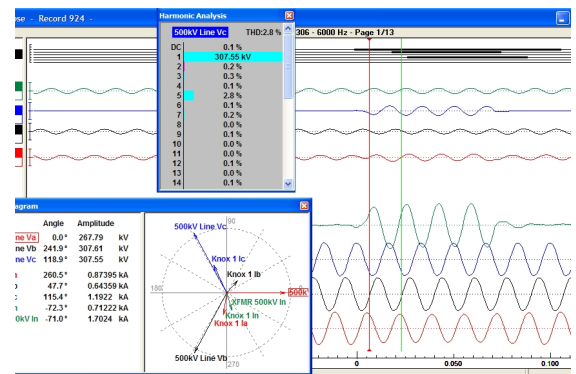 ose - Record 924 -
Harmonic Analysis
500kV Line Vc THD:2.8 %
306 - 6000 Hz - Page 1/13
DC 0.1 %
1 307.55 kV
2 0.2 %
3 0.3 %
4 0.1 %
5 2.8 %
6 0.1 %
7 0.2 %
8 0.0 %
9 0.1 %
10 0.0 %
11 0.0 %
12 0.1 %
13 0.0 %
14 0.1 %
agram
Angle Amplitude
ne Va 0.0° 267.79 kV
ne Vb 241.9° 307.61 kV
ne Vc 118.9° 307.55 kV
260.5° 0.87395 kA
47.7° 0.64359 kA
115.4° 1.1922 kA
-72.3° 0.71222 kA
0kV In -71.0° 1.7024 kA
500kV Line Vc
90
Knox 1 Ic
Knox 1 Ib
180
0
500k
XFMR 500kV In
Knox 1 In
Knox 1 Ia
500kV Line Vb
270
0 0.050 0.100